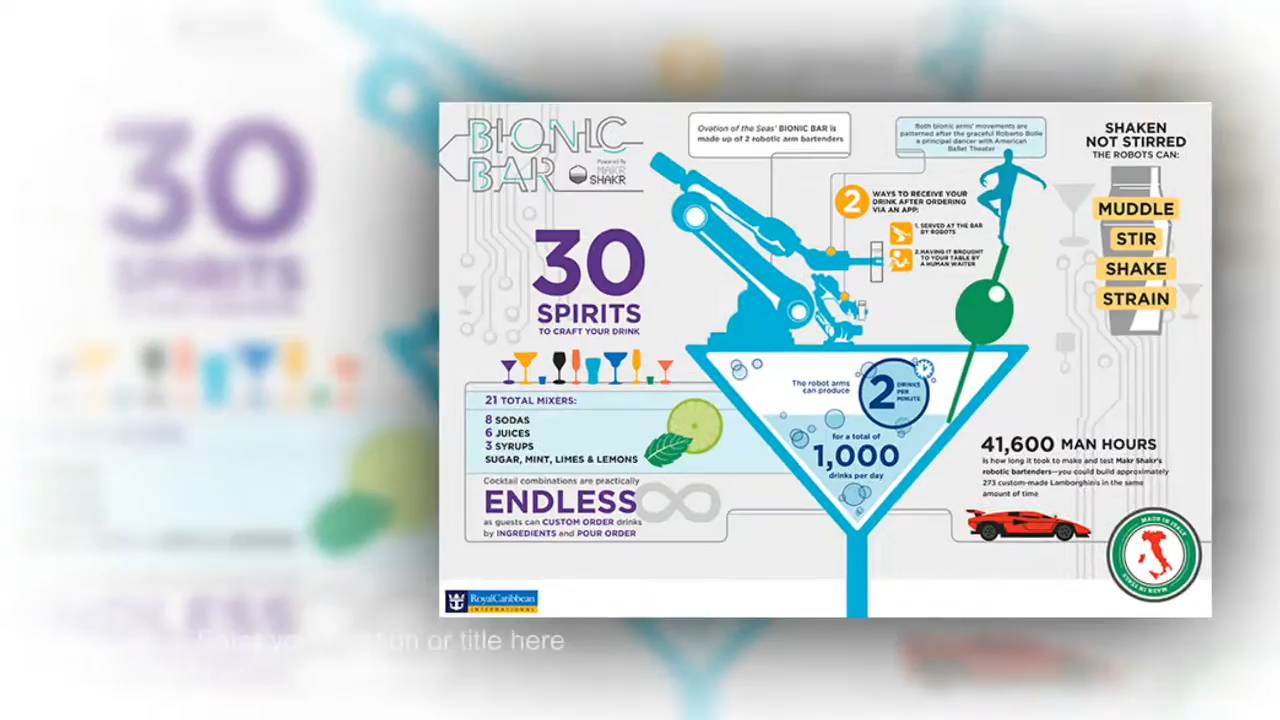 BIONIC
BAR
Powered By
MAKR
SHAKR
Ovation of the Seas' BIONIC BAR is
made up of 2 robotic arm bartenders
Both bionic arms' movements are
patterned after the graceful Roberto Bolle
a principal dancer with American
Ballet Theater
SHAKEN
NOT STIRRED
THE ROBOTS CAN:
MUDDLE
STIR
SHAKE
STRAIN
2
WAYS TO RECEIVE YOUR
DRINK AFTER ORDERING
VIA AN APP:
1. SERVED AT THE BAR
BY ROBOTS
2. HAVING IT BROUGHT
TO YOUR TABLE BY
A HUMAN WAITER
30
SPIRITS
TO CRAFT YOUR DRINK
30
SPIRITS
21 TOTAL MIXERS:
8 SODAS
6 JUICES
3 SYRUPS
SUGAR, MINT, LIMES & LEMONS
Cocktail combinations are practically
ENDLESS
as guests can CUSTOM ORDER drinks
by INGREDIENTS and POUR ORDER
The robot arms
can produce
2
DRINKS
PER
MINUTE
for a total of
1,000
drinks per day
41,600 MAN HOURS
Is how long it took to make and test Makr Shakr's
robotic bartenders—you could build approximately
273 custom-made Lamborghinis in the same
amount of time
MADE IN ITALY
MADE IN ITALY
RoyalCaribbean
INTERNATIONAL
or title here